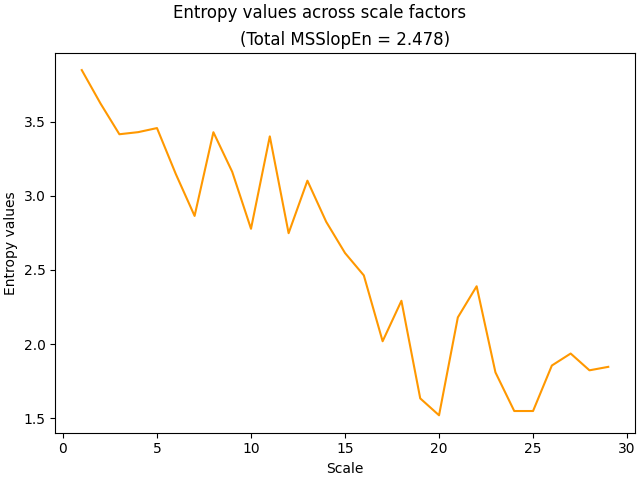 Entropy values across scale factors
(Total MSSlopEn = 2.478)
Entropy values
3.5
3.0
2.5
2.0
1.5
0 5 10 15 20 25 30
Scale